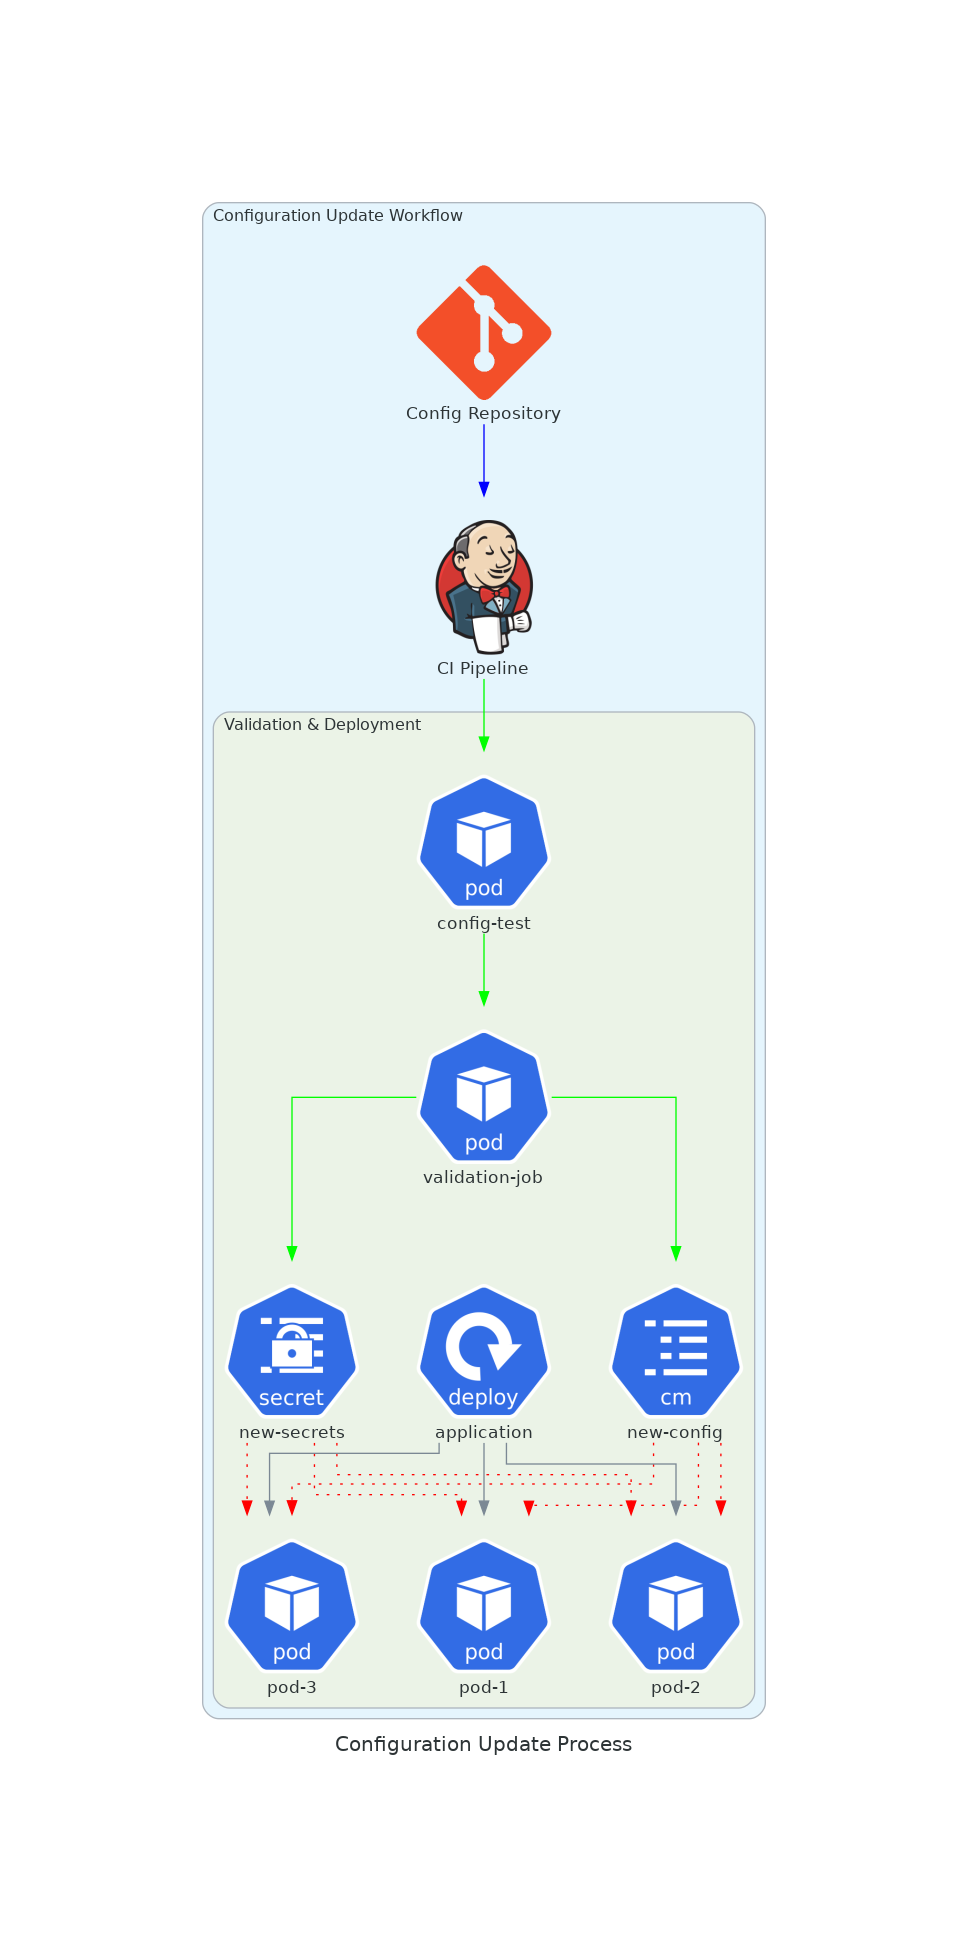 Configuration Update Workflow
Config Repository
CI Pipeline
Validation & Deployment
pod
config-test
pod
validation-job
secret
new-secrets
deploy
application
cm
new-config
pod
pod-3
pod
pod-1
pod
pod-2
Configuration Update Process